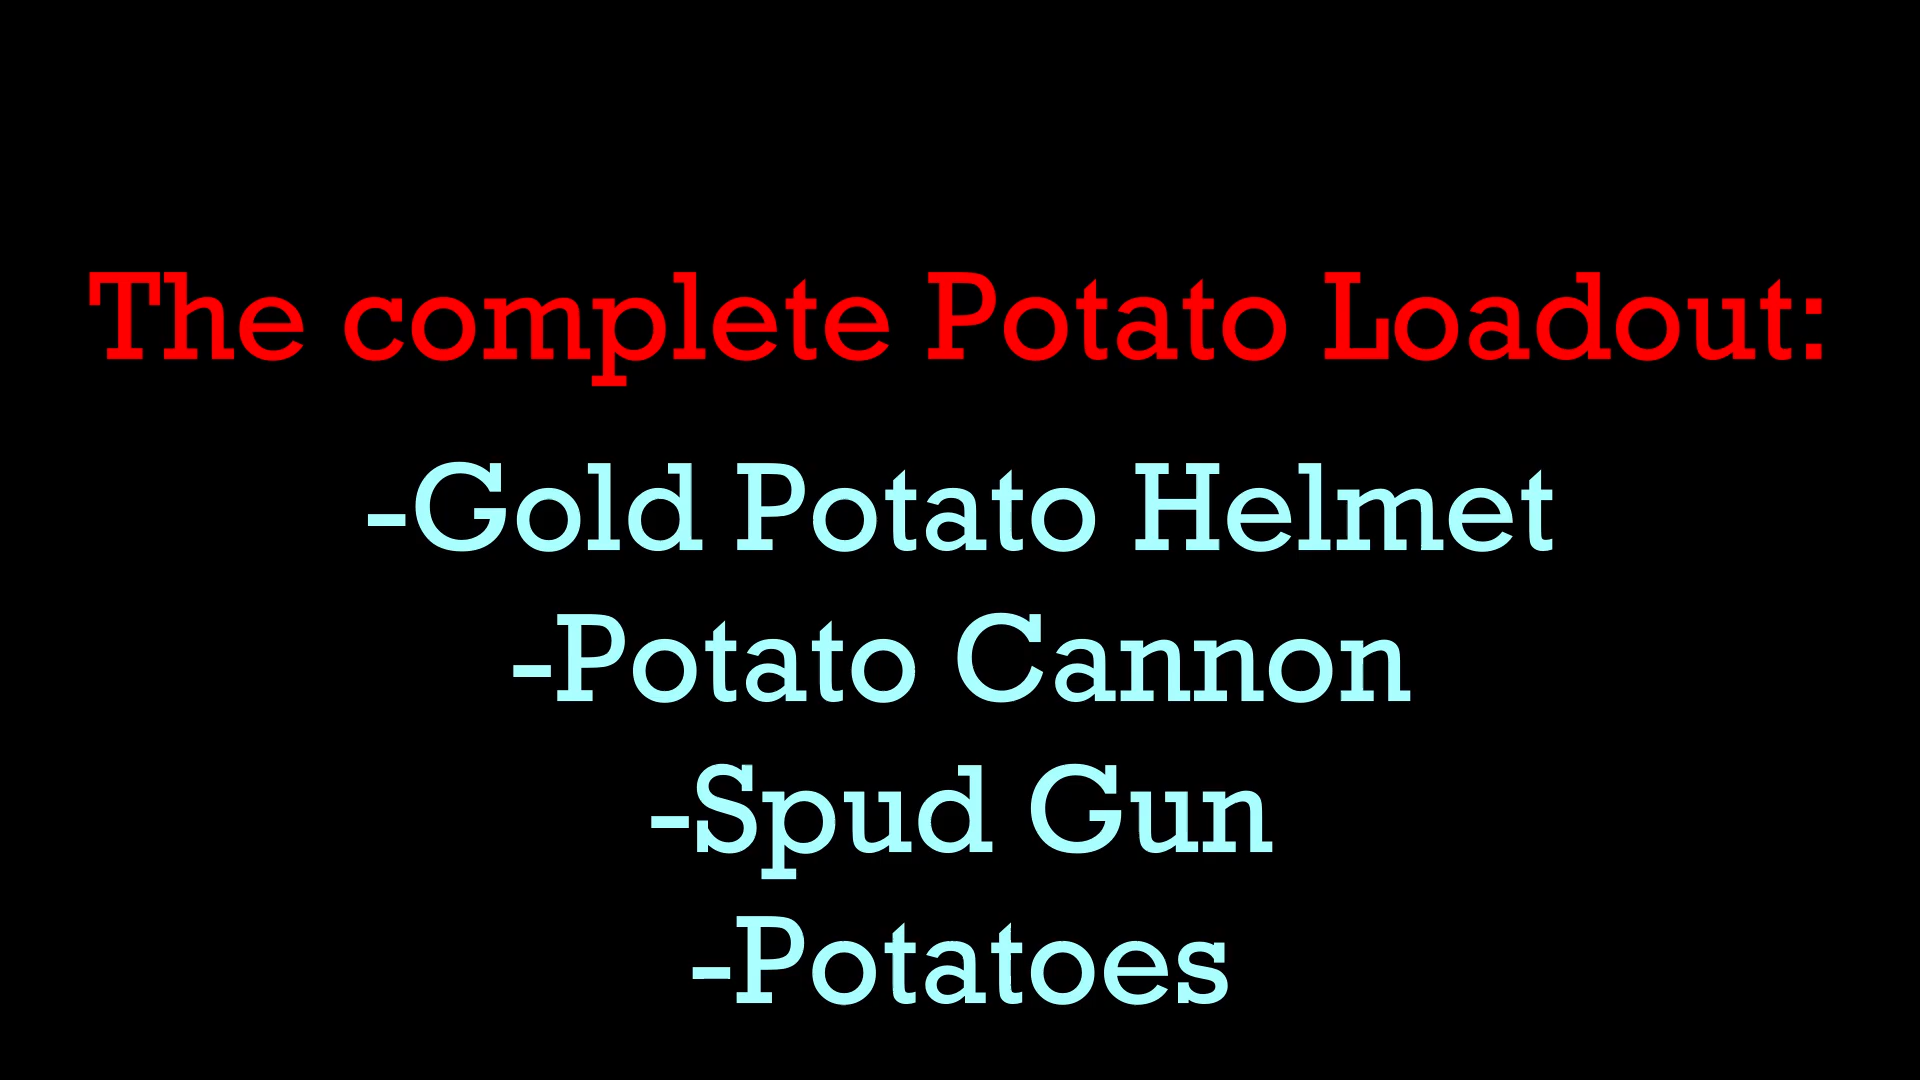 The complete Potato Loadout:
-Gold Potato Helmet
-Potato Cannon
-Spud Gun
-Potatoes